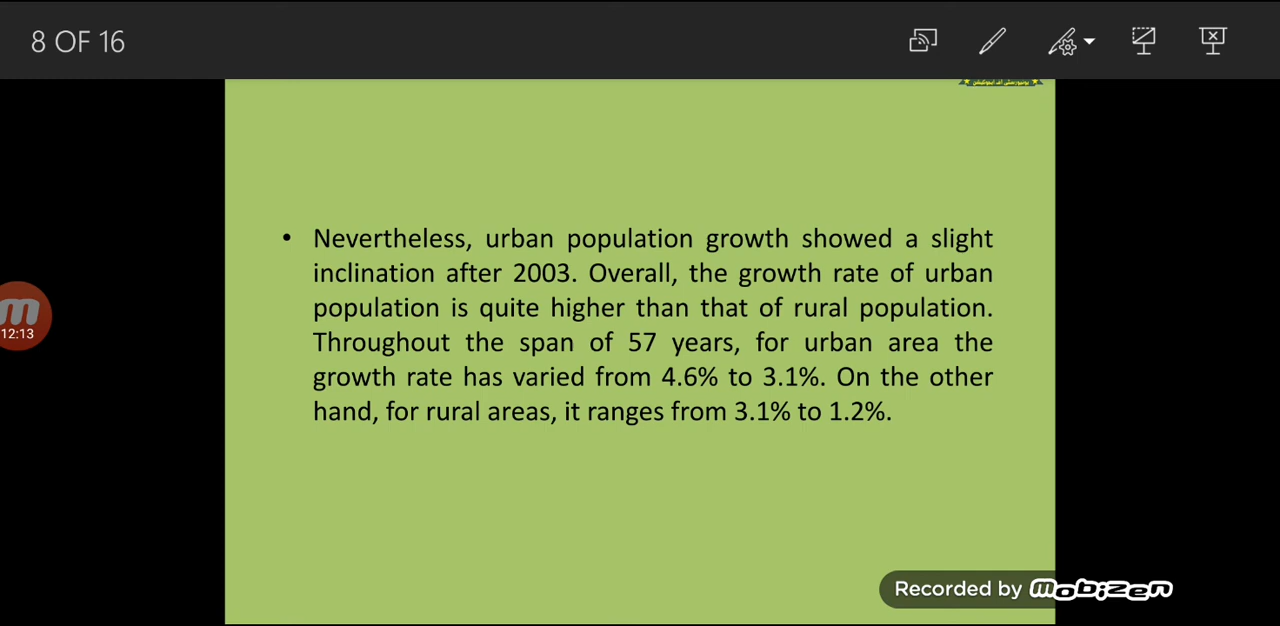 8 OF 16
• Nevertheless, urban population growth showed a slight
inclination after 2003. Overall, the growth rate of urban
population is quite higher than that of rural population.
Throughout the span of 57 years, for urban area the
growth rate has varied from 4.6% to 3.1%. On the other
hand, for rural areas, it ranges from 3.1% to 1.2%.
12:13
Recorded by mobizen